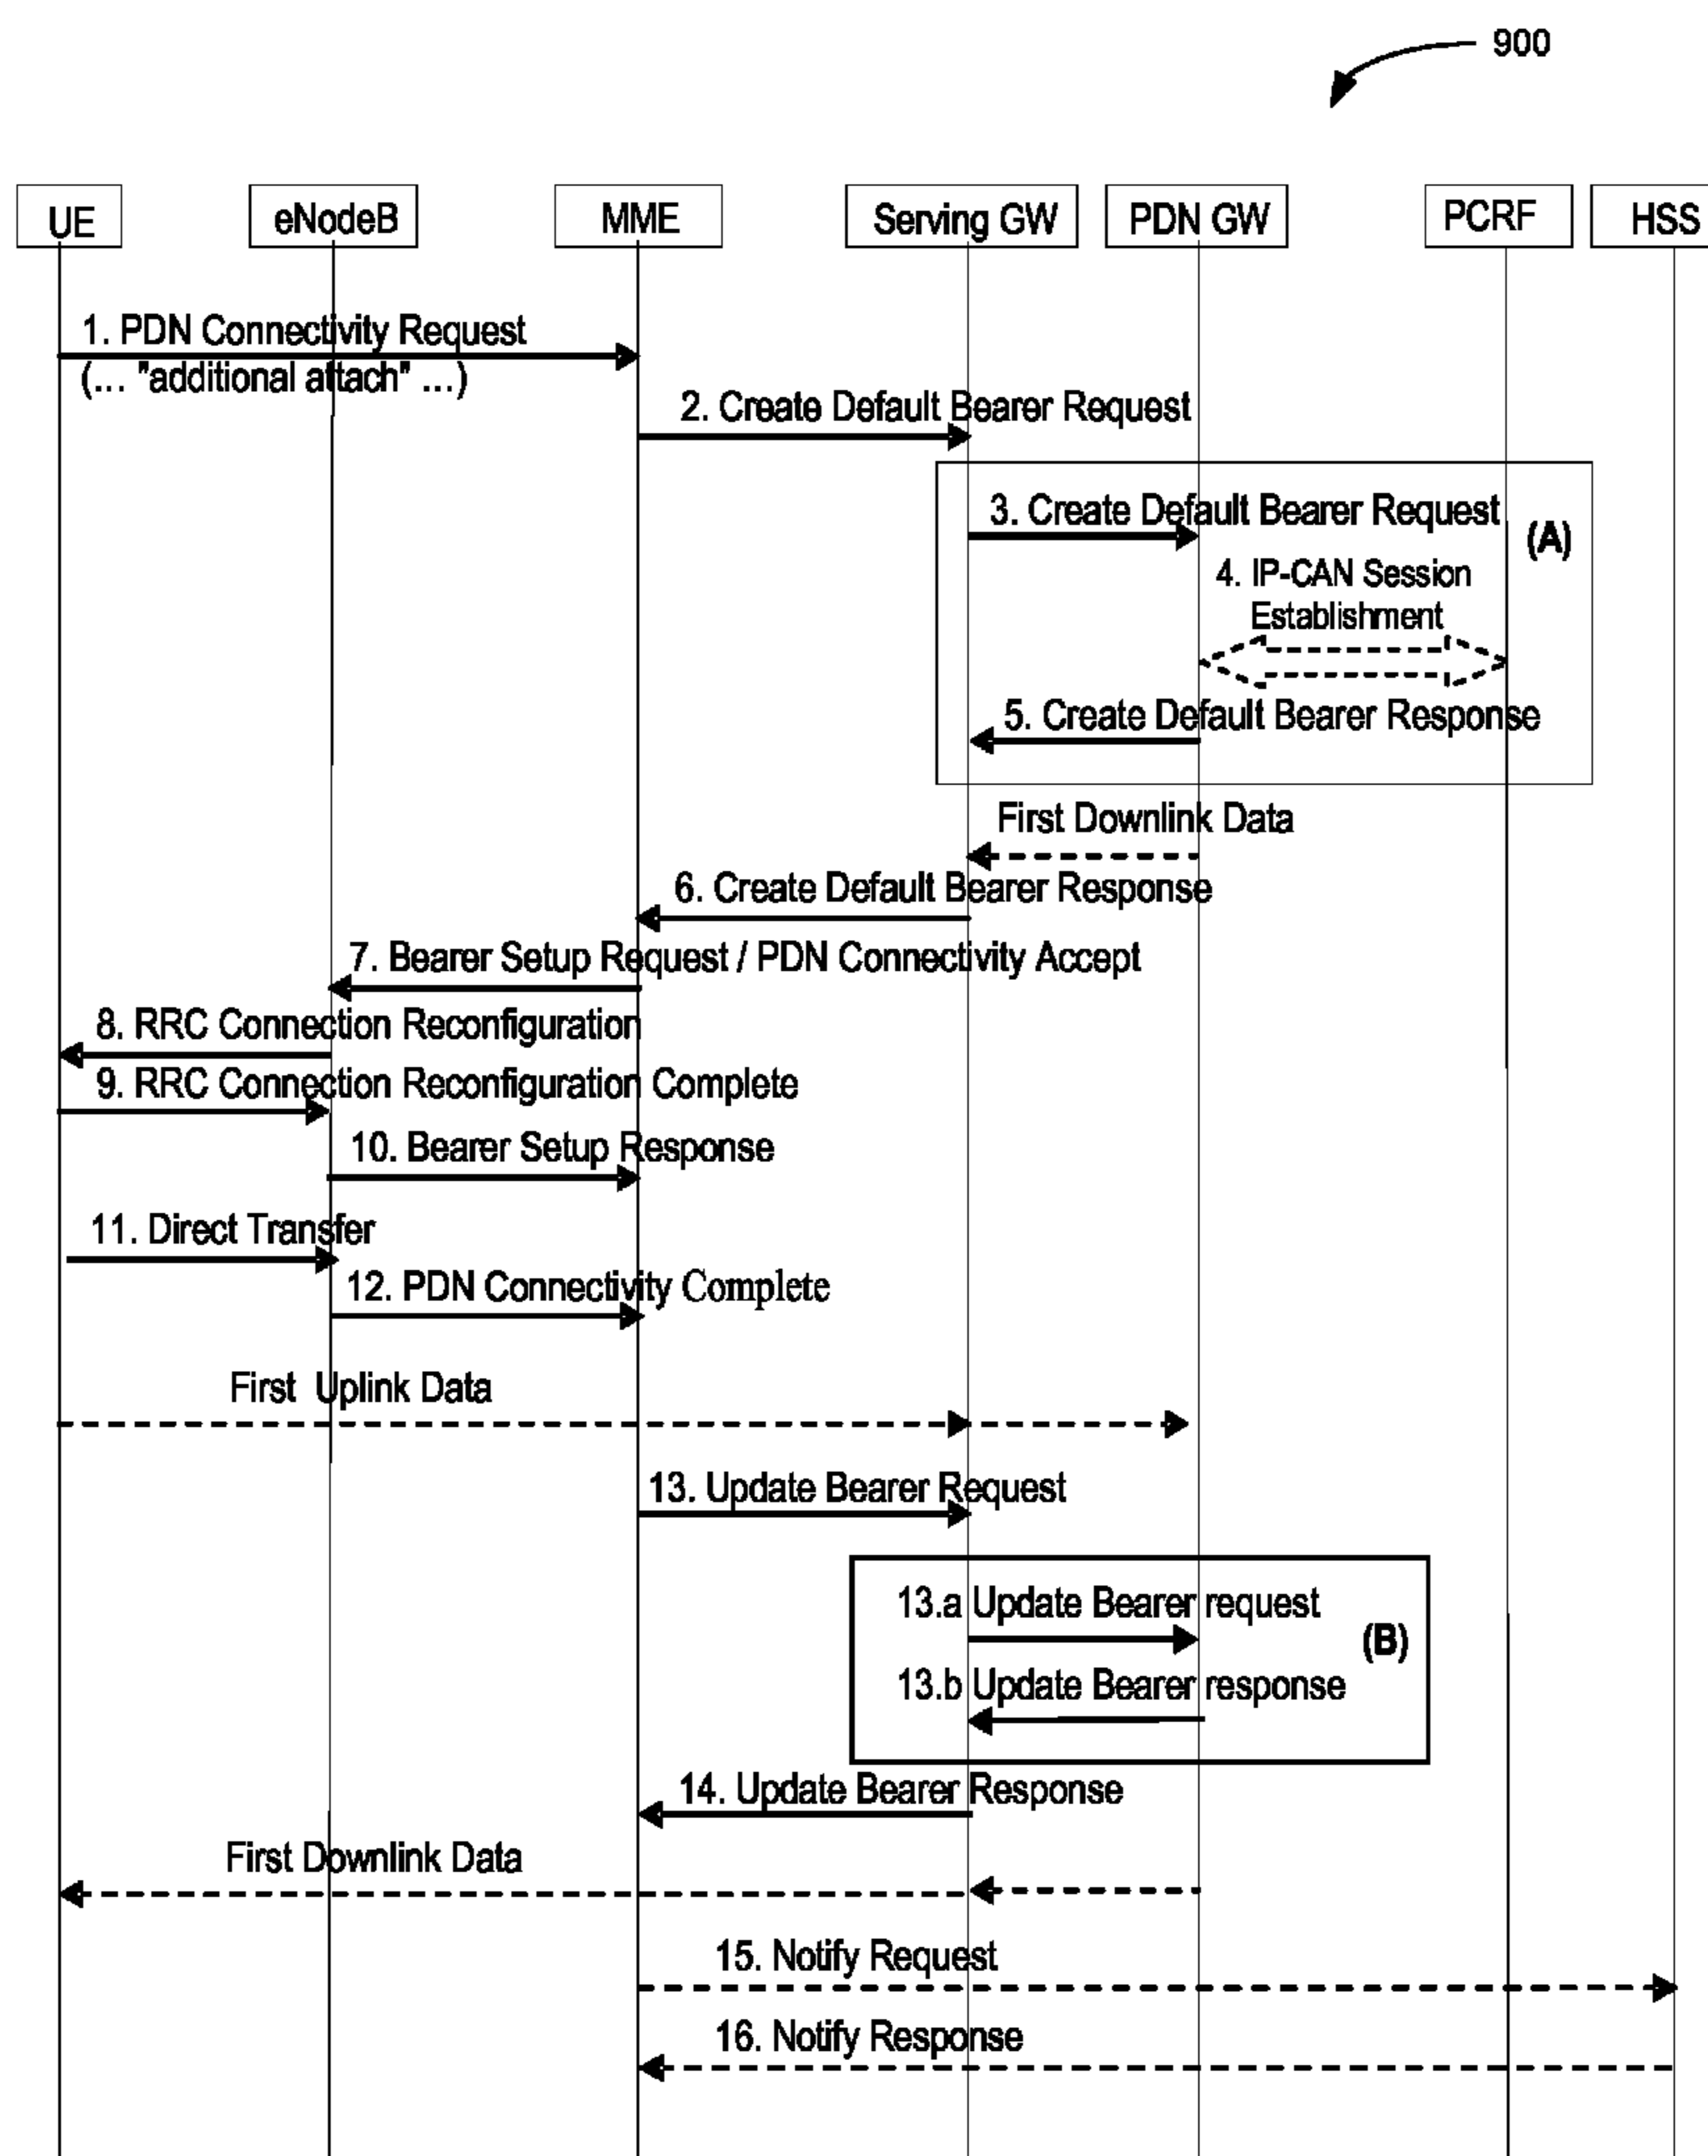 900
UE
eNodeB
MME
Serving GW
PDN GW
PCRF
HSS
1. PDN Connectivity Request
(... "additional attach" ...)
2. Create Default Bearer Request
3. Create Default Bearer Request
(A)
4. IP-CAN Session
Establishment
5. Create Default Bearer Response
First Downlink Data
6. Create Default Bearer Response
7. Bearer Setup Request / PDN Connectivity Accept
8. RRC Connection Reconfiguration
9. RRC Connection Reconfiguration Complete
10. Bearer Setup Response
11. Direct Transfer
12. PDN Connectivity Complete
First Uplink Data
13. Update Bearer Request
13.a Update Bearer request
(B)
13.b Update Bearer response
14. Update Bearer Response
First Downlink Data
15. Notify Request
16. Notify Response